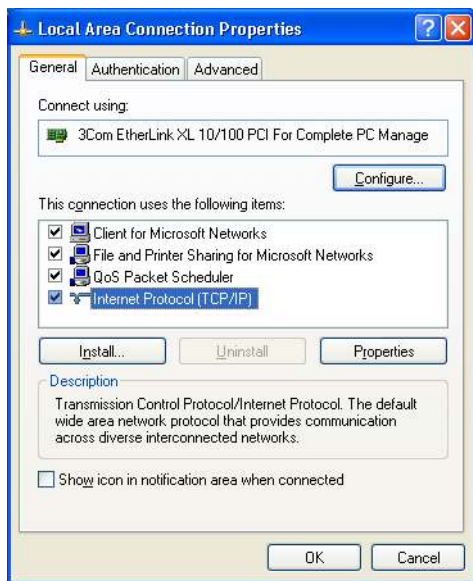 Local Area Connection Properties
General Authentication Advanced
Connect using:
3Com EtherLink XL 10/100 PCI For Complete PC Manage
Configure...
This connection uses the following items:
Client for Microsoft Networks
File and Printer Sharing for Microsoft Networks
QoS Packet Scheduler
Internet Protocol (TCP/IP)
Install... Uninstall Properties
Description
Transmission Control Protocol/Internet Protocol. The default
wide area network protocol that provides communication
across diverse interconnected networks.
Show icon in notification area when connected
OK Cancel